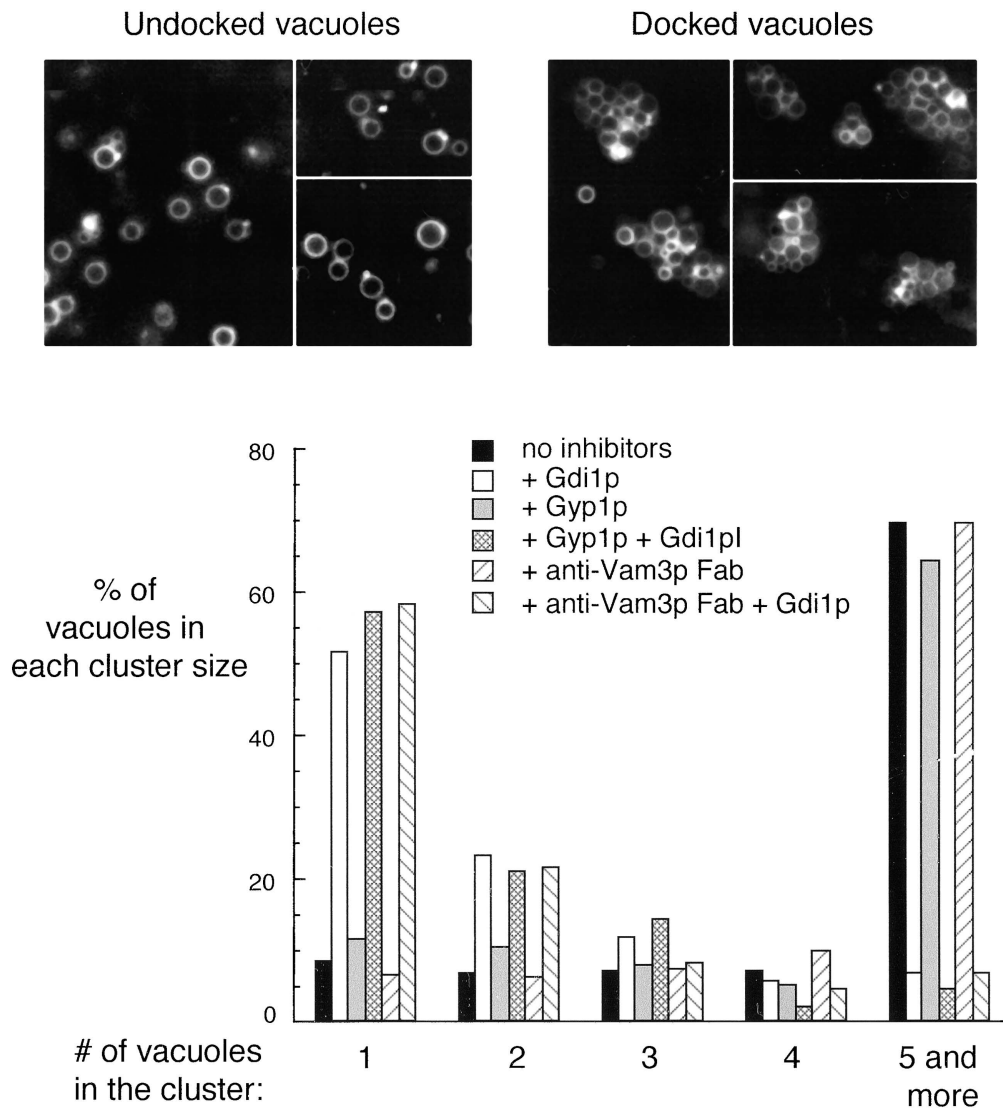 Undocked vacuoles
Docked vacuoles
80
60
40
20
0
% of
vacuoles in
each cluster size
no inhibitors
+ Gdi1p
+ Gyp1p
+ Gyp1p + Gdi1pI
+ anti-Vam3p Fab
+ anti-Vam3p Fab + Gdi1p
# of vacuoles
in the cluster:
1
2
3
4
5 and
more